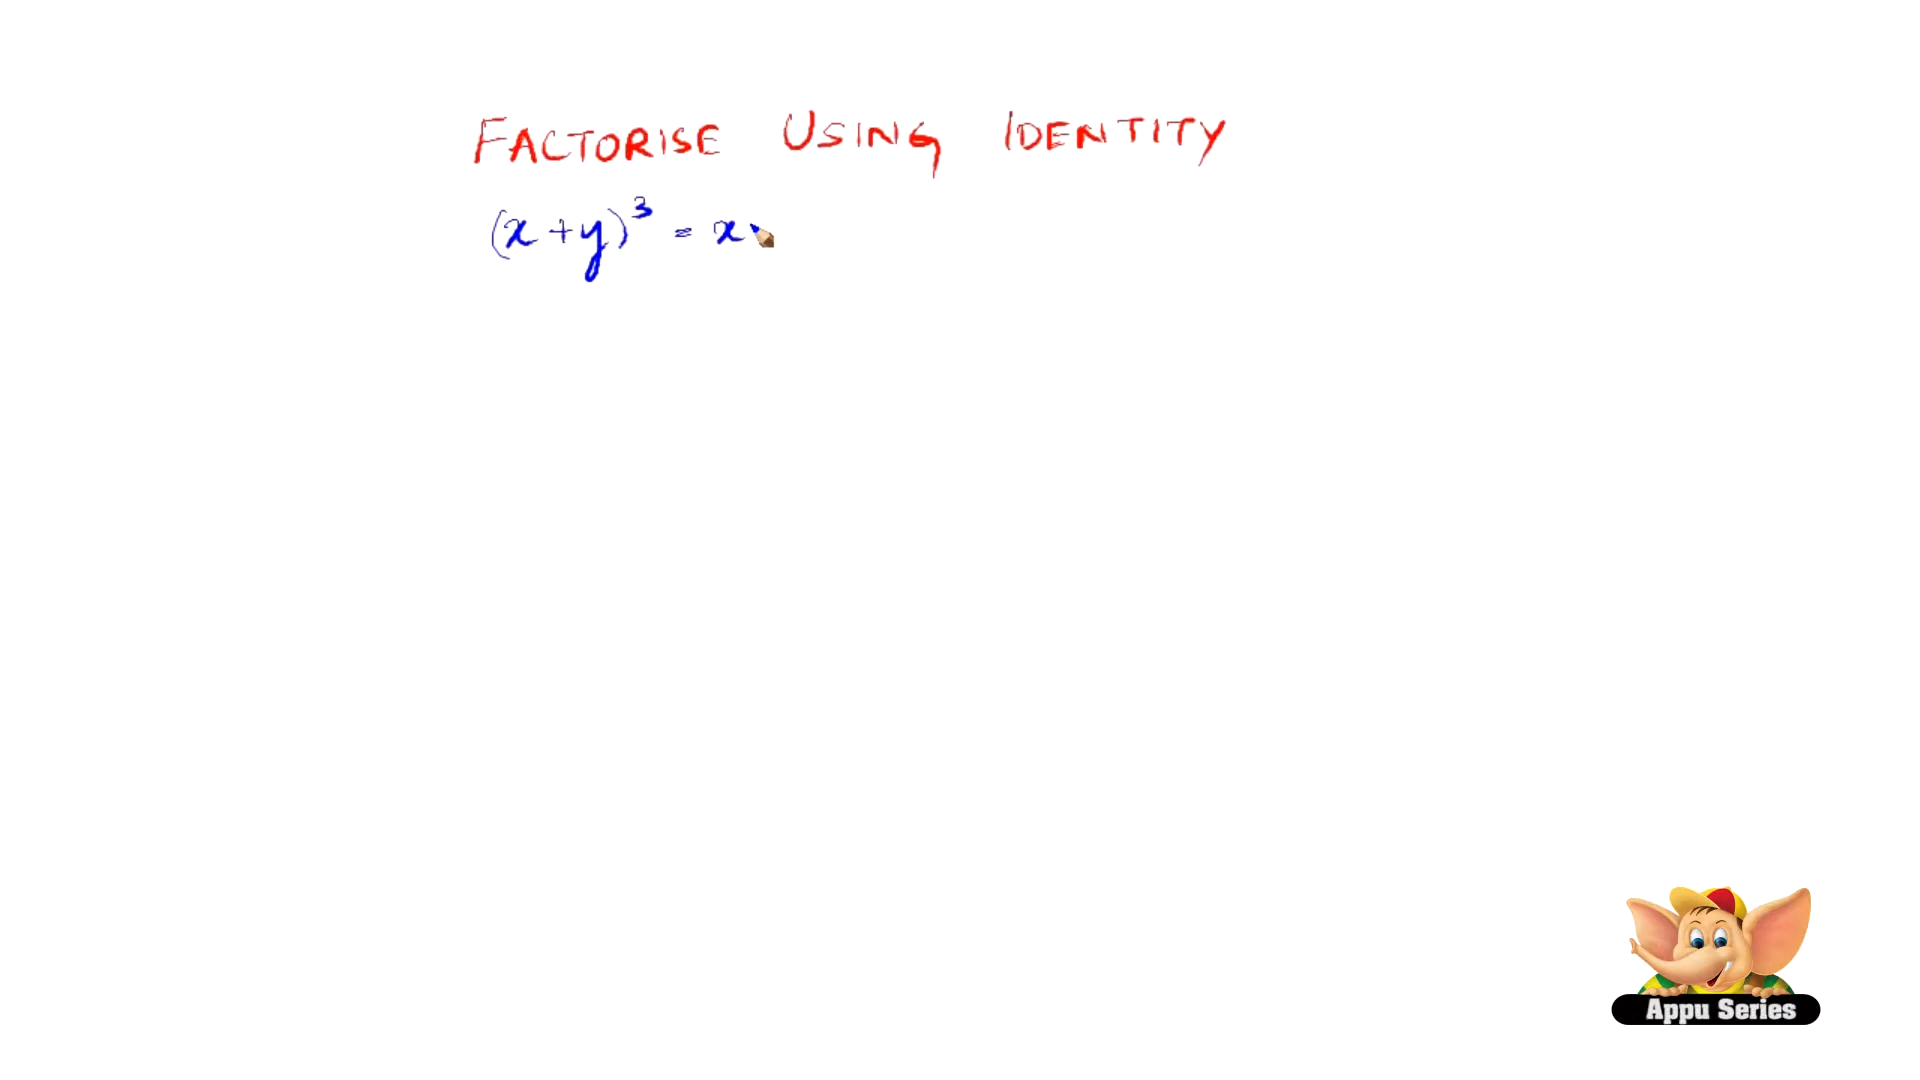 FACTORISE USING IDENTITY
(x+y)³ = x
Appu Series